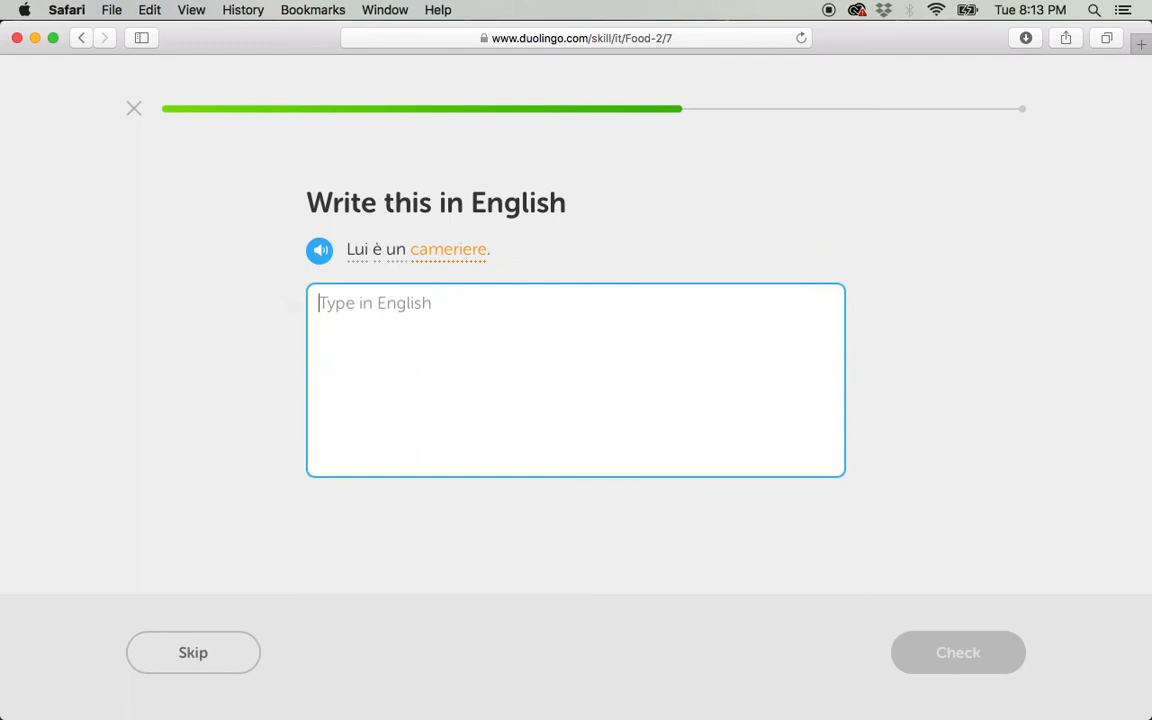 Safari File Edit View History Bookmarks Window Help Tue 8:13 PM
www.duolingo.com/skill/it/Food-2/7
Write this in English
Lui è un cameriere.
Type in English
Skip Check